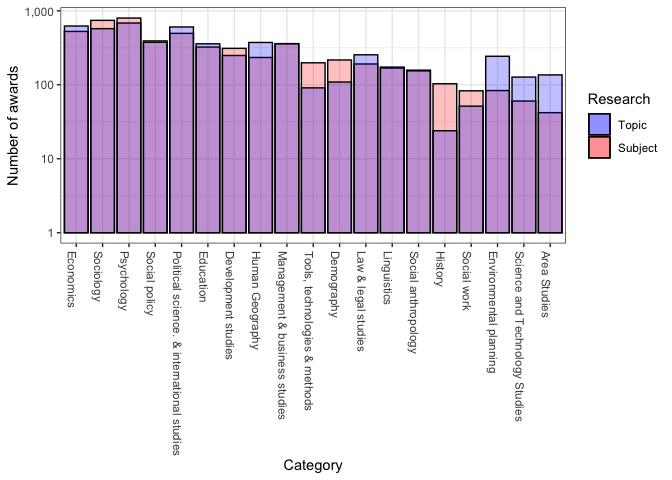 1,000
100
10
1
Number of awards
Economics
Sociology
Psychology
Social policy
Political science. & international studies
Education
Development studies
Human Geography
Management & business studies
Tools, technologies & methods
Demography
Law & legal studies
Linguistics
Social anthropology
History
Social work
Environmental planning
Science and Technology Studies
Area Studies
Category
Research
Topic
Subject